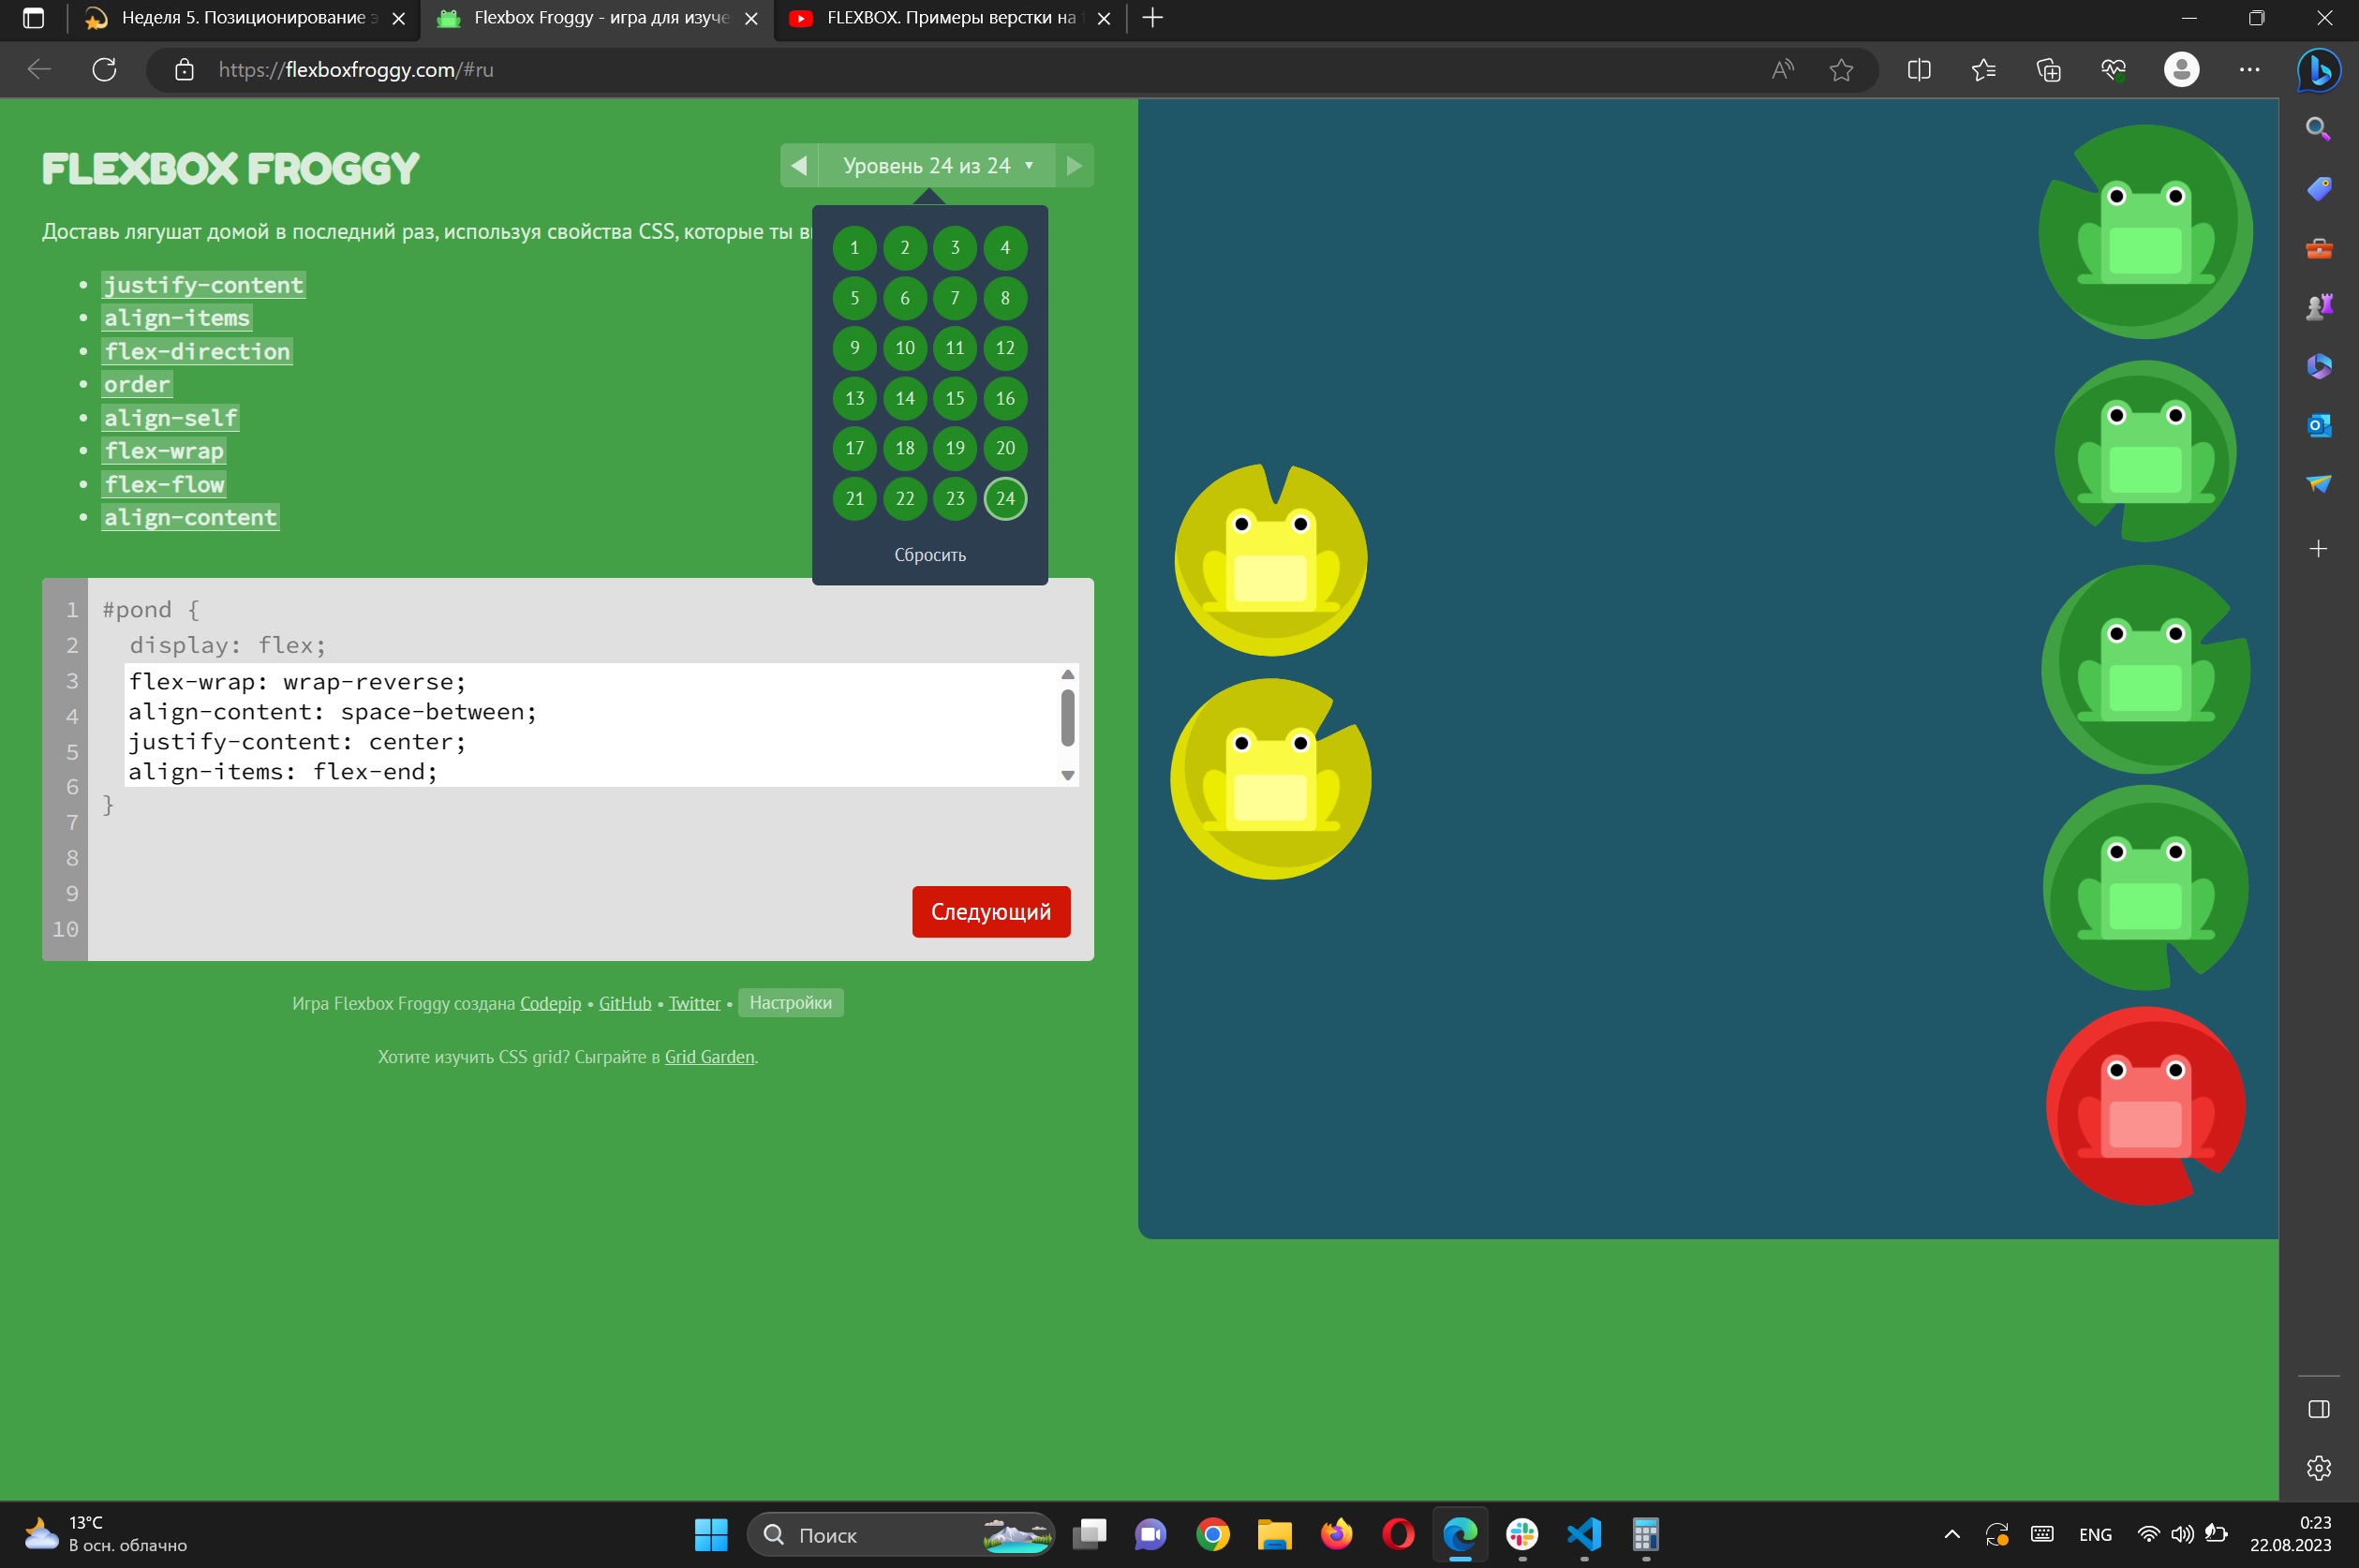 Неделя 5. Позиционирование э
Flexbox Froggy - игра для изуче
FLEXBOX. Примеры верстки на f
https://flexboxfroggy.com/#ru
FLEXBOX FROGGY
Уровень 24 из 24
Доставь лягушат домой в последний раз, используя свойства CSS, которые ты в
justify-content
align-items
flex-direction
order
align-self
flex-wrap
flex-flow
align-content
1 2 3 4
5 6 7 8
9 10 11 12
13 14 15 16
17 18 19 20
21 22 23 24
Сбросить
1 #pond {
2 display: flex;
3 flex-wrap: wrap-reverse;
4 align-content: space-between;
5 justify-content: center;
6 align-items: flex-end;
7 }
8
9
10
Следующий
Игра Flexbox Froggy создана Codepip • GitHub • Twitter • Настройки
Хотите изучить CSS grid? Сыграйте в Grid Garden.
13°C
В осн. облачно
Поиск
ENG
0:23
22.08.2023